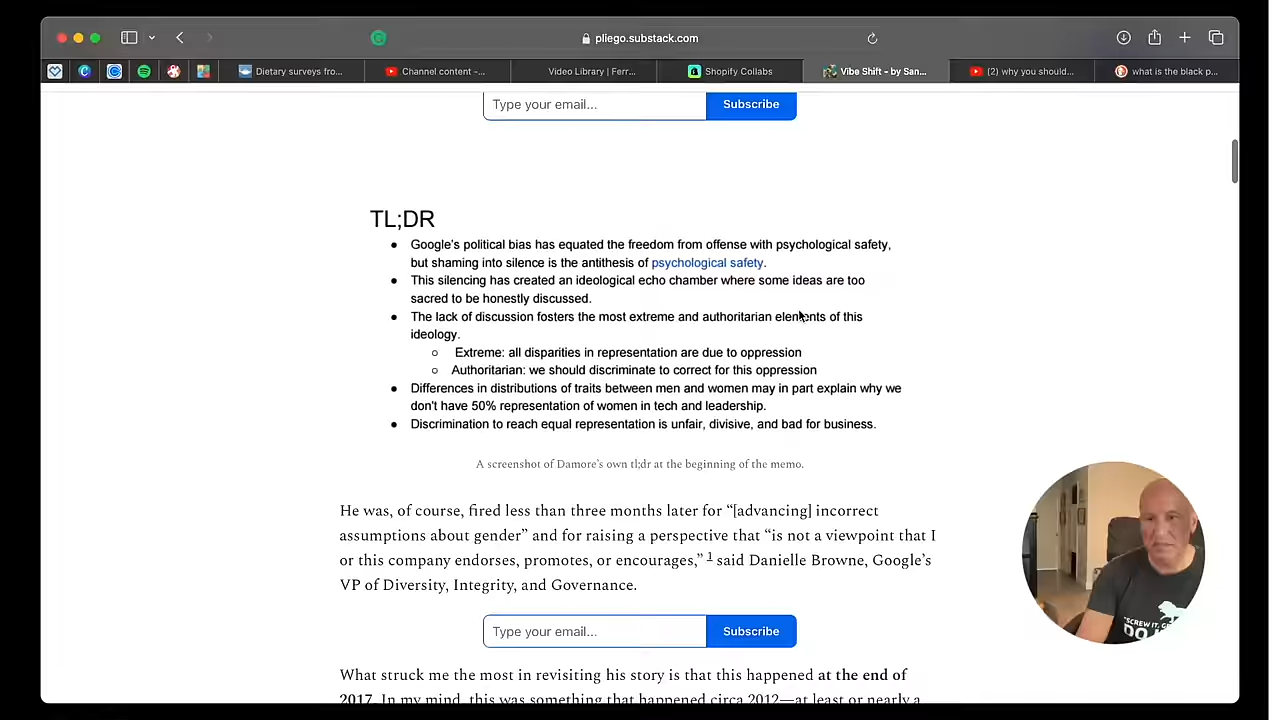 pliego.substack.com
Dietary surveys fro...
Channel content -...
Video Library | Ferr...
Shopify Collabs
Vibe Shift - by San...
(2) why you should...
what is the black p...
Type your email...
Subscribe
TL;DR
Google's political bias has equated the freedom from offense with psychological safety,
but shaming into silence is the antithesis of psychological safety.
This silencing has created an ideological echo chamber where some ideas are too
sacred to be honestly discussed.
The lack of discussion fosters the most extreme and authoritarian elements of this
ideology.
Extreme: all disparities in representation are due to oppression
Authoritarian: we should discriminate to correct for this oppression
Differences in distributions of traits between men and women may in part explain why we
don't have 50% representation of women in tech and leadership.
Discrimination to reach equal representation is unfair, divisive, and bad for business.
A screenshot of Damore's own tl;dr at the beginning of the memo.
He was, of course, fired less than three months later for “[advancing] incorrect
assumptions about gender” and for raising a perspective that “is not a viewpoint that I
or this company endorses, promotes, or encourages,” 1 said Danielle Browne, Google’s
VP of Diversity, Integrity, and Governance.
Type your email...
Subscribe
What struck me the most in revisiting his story is that this happened at the end of
2017. In my mind, this was something that happened circa 2012—at least or nearly a
"SCREW IT,
DO I